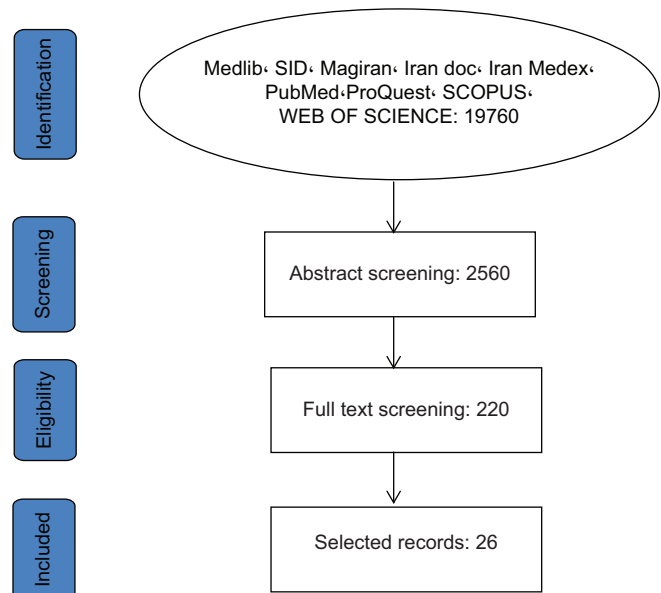 Identification
Medlib، SID، Magiran، Iran doc، Iran Medex،
PubMed،ProQuest، SCOPUS،
WEB OF SCIENCE: 19760
Screening
Abstract screening: 2560
Eligibility
Full text screening: 220
Included
Selected records: 26